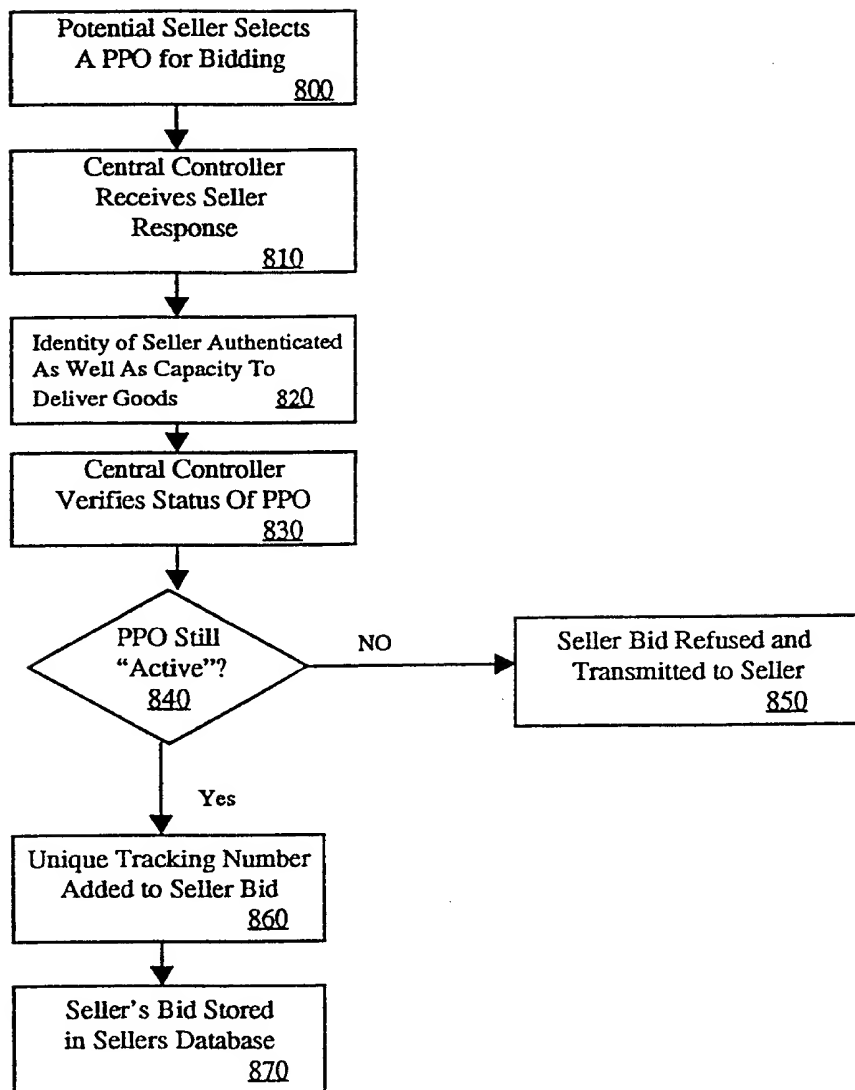 Potential Seller Selects
A PPO for Bidding
800
Central Controller
Receives Seller
Response
810
Identity of Seller Authenticated
As Well As Capacity To
Deliver Goods 820
Central Controller
Verifies Status Of PPO
830
PPO Still
"Active"?
840
NO
Seller Bid Refused and
Transmitted to Seller
850
Yes
Unique Tracking Number
Added to Seller Bid
860
Seller's Bid Stored
in Sellers Database
870